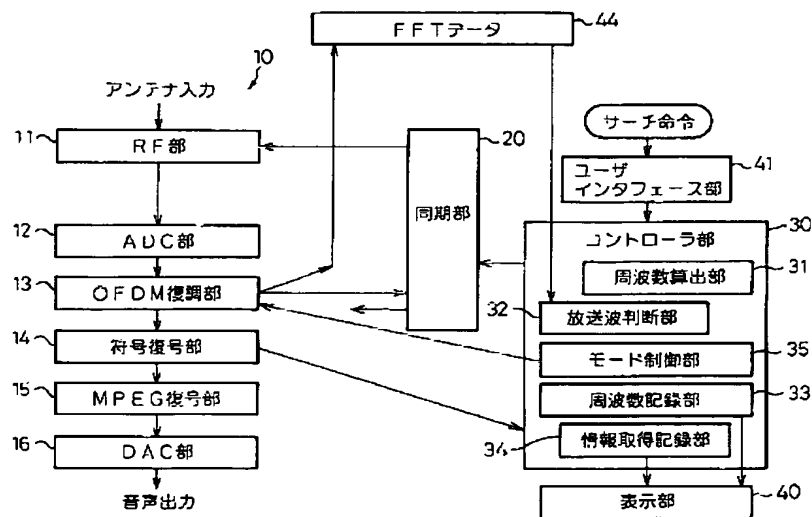 FFTデータ
44
10
アンテナ入力
11
RF部
20
同期部
サーチ命令
ユーザ
インタフェース部
41
12
ADC部
30
コントローラ部
31
周波数算出部
13
OFDM復調部
32
放送波判断部
14
符号復号部
35
モード制御部
15
MPEG復号部
33
周波数記録部
16
DAC部
34
情報取得記録部
音声出力
表示部
40